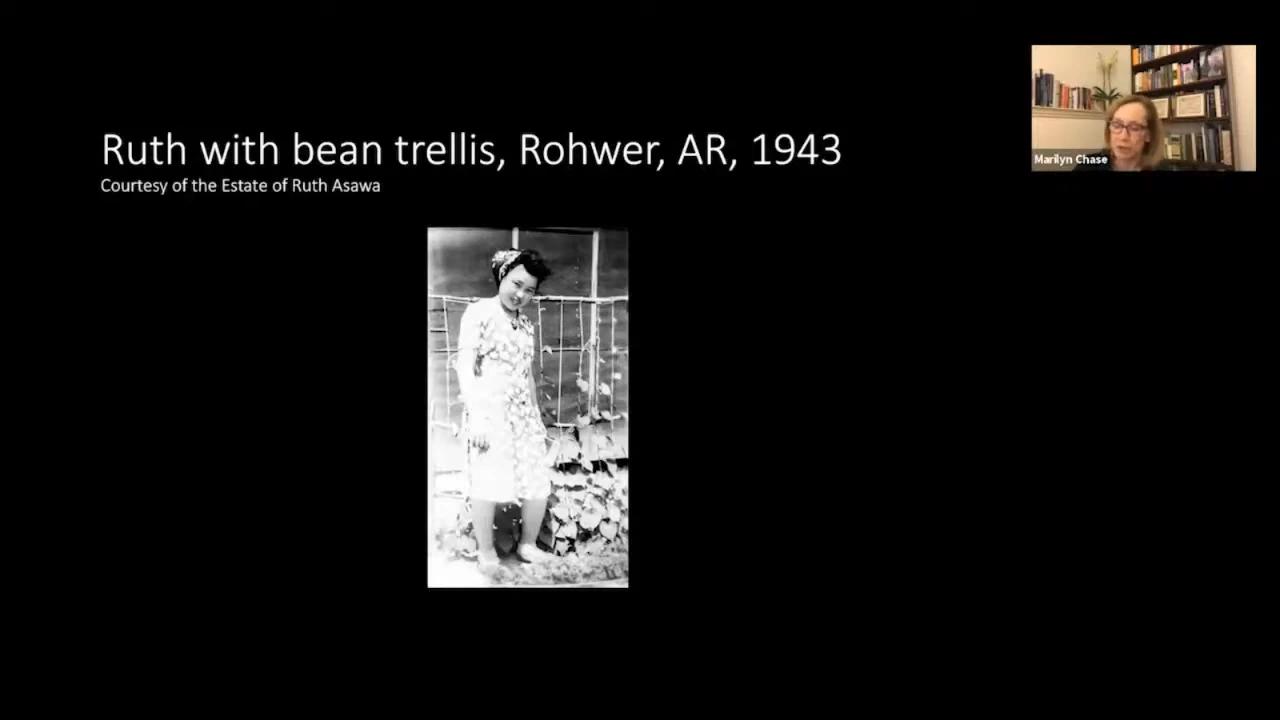 Ruth with bean trellis, Rohwer, AR, 1943
Courtesy of the Estate of Ruth Asawa
Marilyn Chase